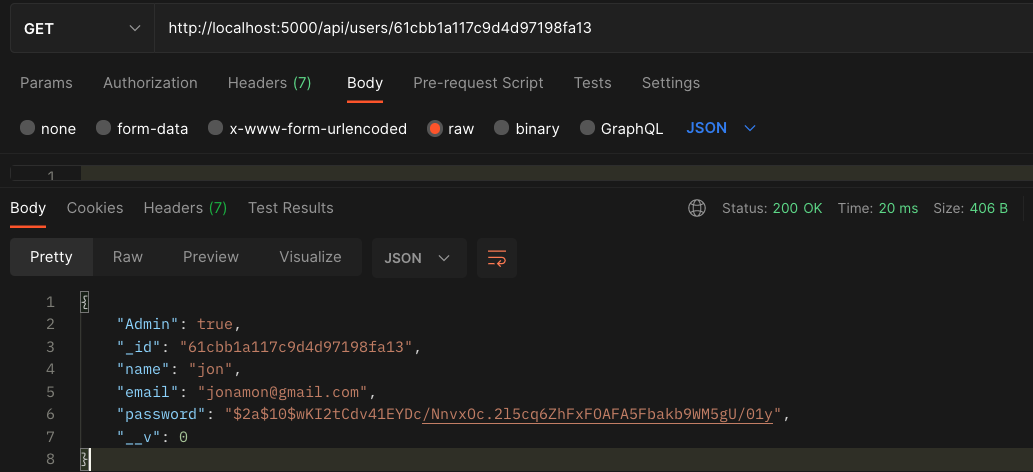 GET http://localhost:5000/api/users/61cbb1a117c9d4d97198fa13
Params Authorization Headers (7) Body Pre-request Script Tests Settings
none form-data x-www-form-urlencoded raw binary GraphQL JSON
1
Body Cookies Headers (7) Test Results Status: 200 OK Time: 20 ms Size: 406 B
Pretty Raw Preview Visualize JSON
1 {
2 "Admin": true,
3 "_id": "61cbb1a117c9d4d97198fa13",
4 "name": "jon",
5 "email": "jonamon@gmail.com",
6 "password": "$2a$10$wKI2tCdv41EYDc/NnvxOc.2l5cq6ZhFxFOAFA5Fbakb9WM5gU/01y",
7 "__v": 0
8 }